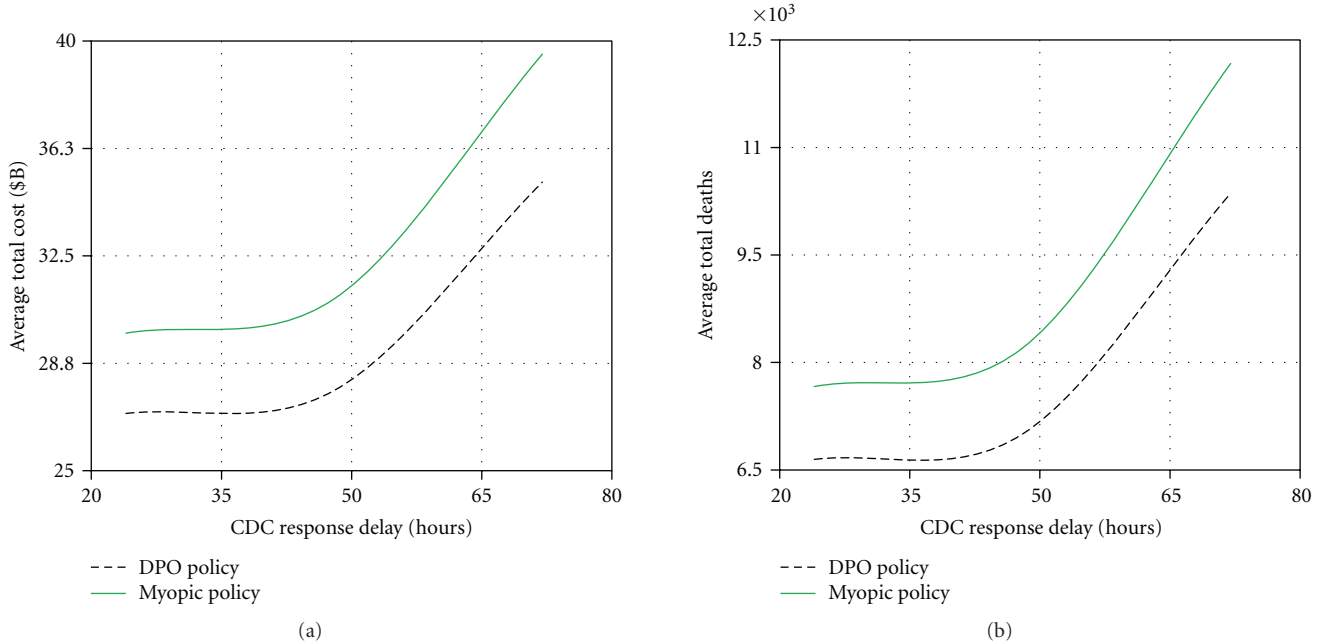 40
36.3
32.5
28.8
25
Average total cost ($B)
20 35 50 65 80
CDC response delay (hours)
DPO policy
Myopic policy
(a)
×10³
12.5
11
9.5
8
6.5
Average total deaths
20 35 50 65 80
CDC response delay (hours)
DPO policy
Myopic policy
(b)